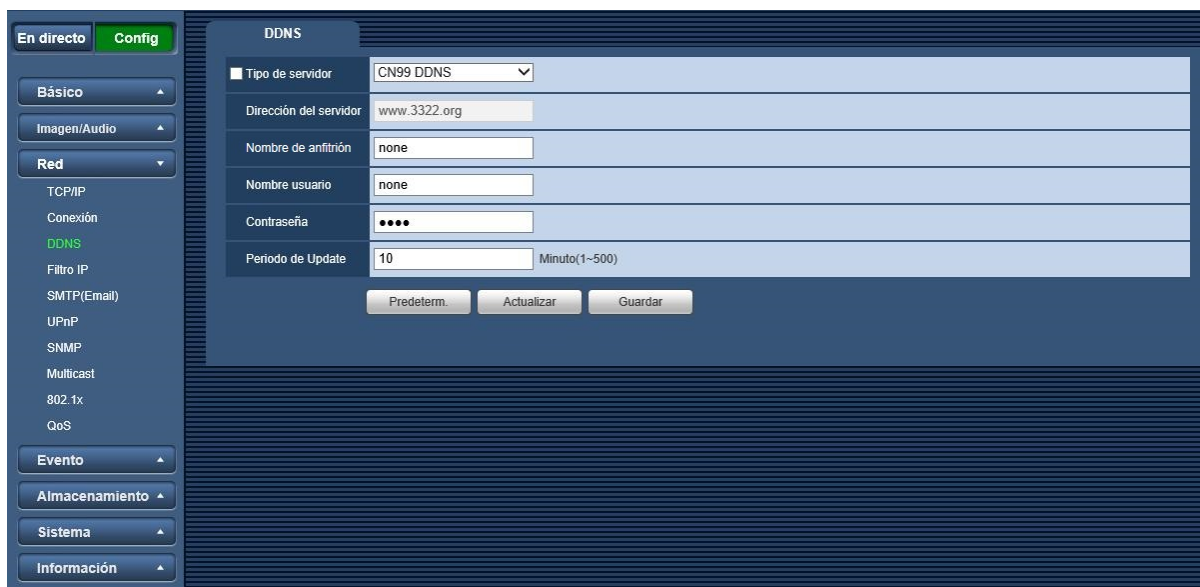 En directo Config
DDNS
Básico
Imagen/Audio
Red
TCP/IP
Conexión
DDNS
Filtro IP
SMTP(Email)
UPnP
SNMP
Multicast
802.1x
QoS
Evento
Almacenamiento
Sistema
Información
Tipo de servidor CN99 DDNS
Dirección del servidor www.3322.org
Nombre de anfitrión none
Nombre usuario none
Contraseña ●●●●
Periodo de Update 10 Minuto(1~500)
Predeterm. Actualizar Guardar